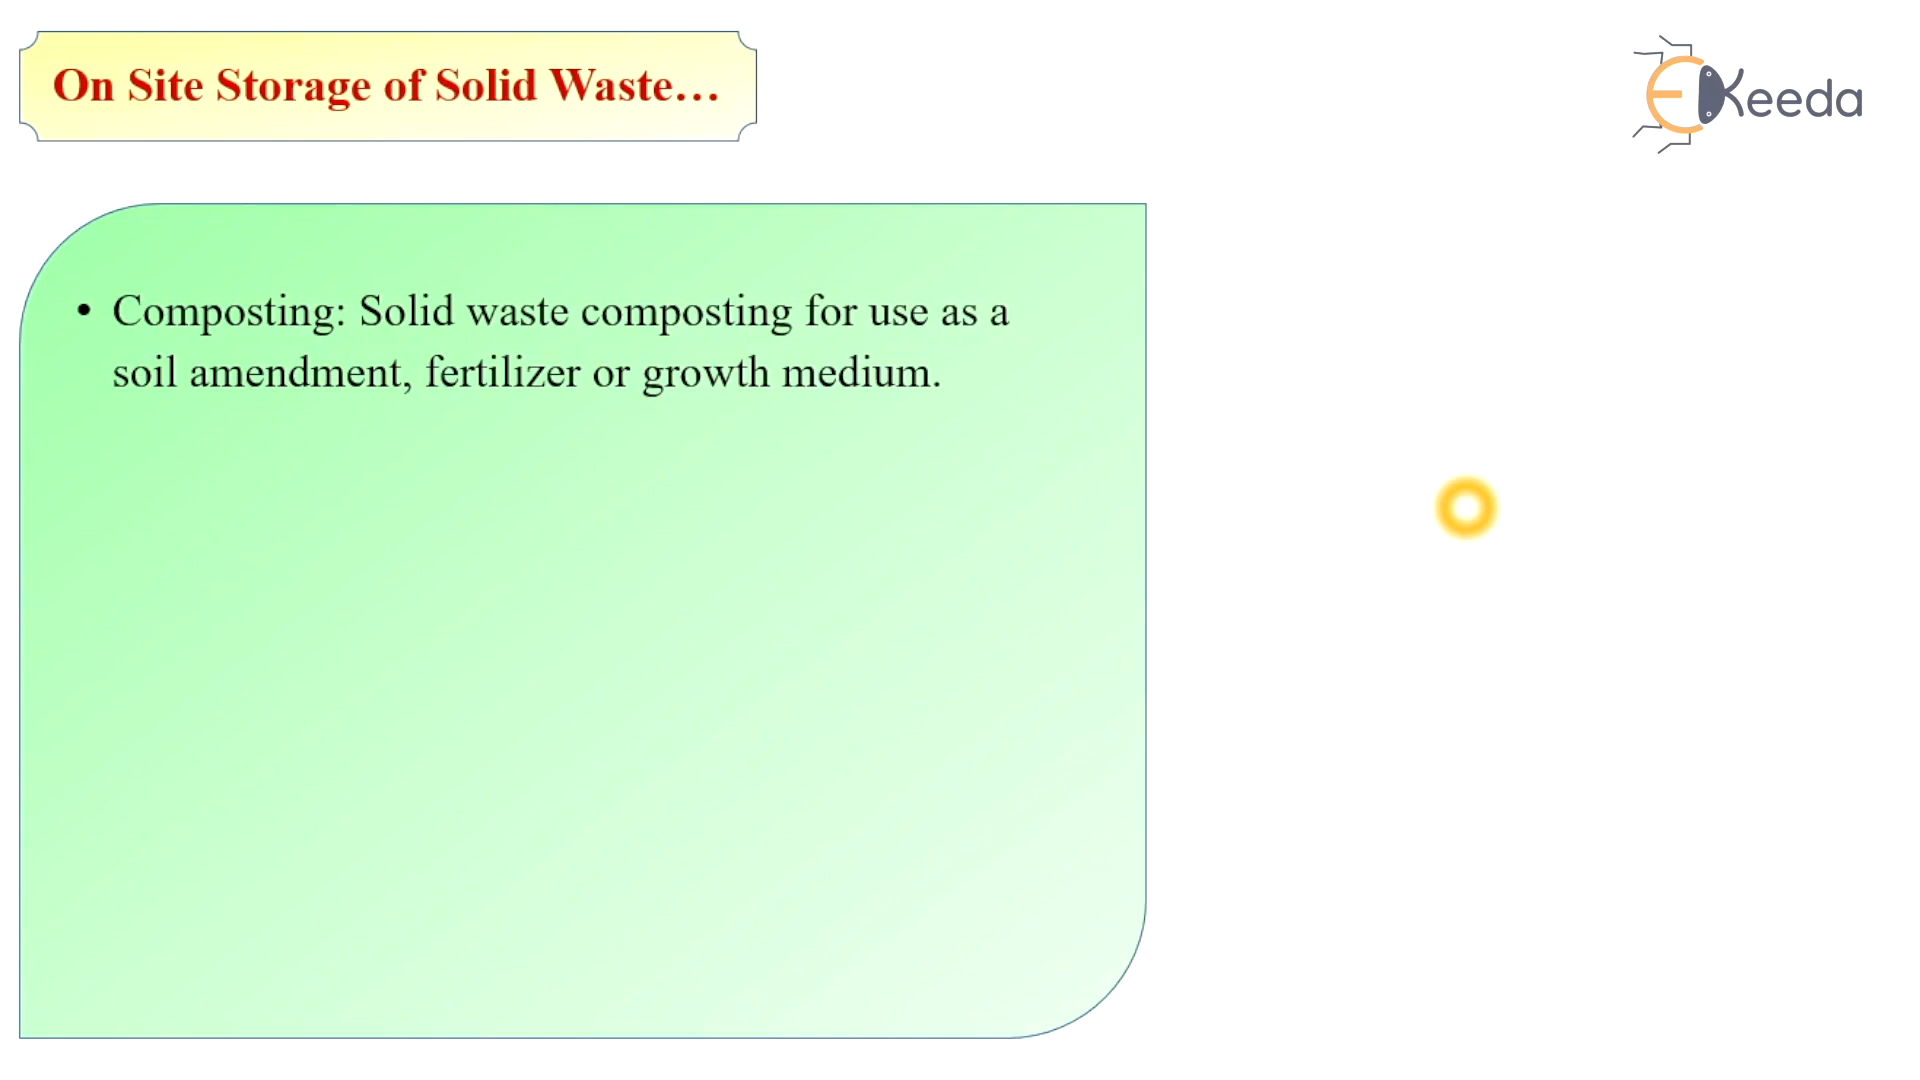 On Site Storage of Solid Waste…
EKeeda
• Composting: Solid waste composting for use as a
soil amendment, fertilizer or growth medium.